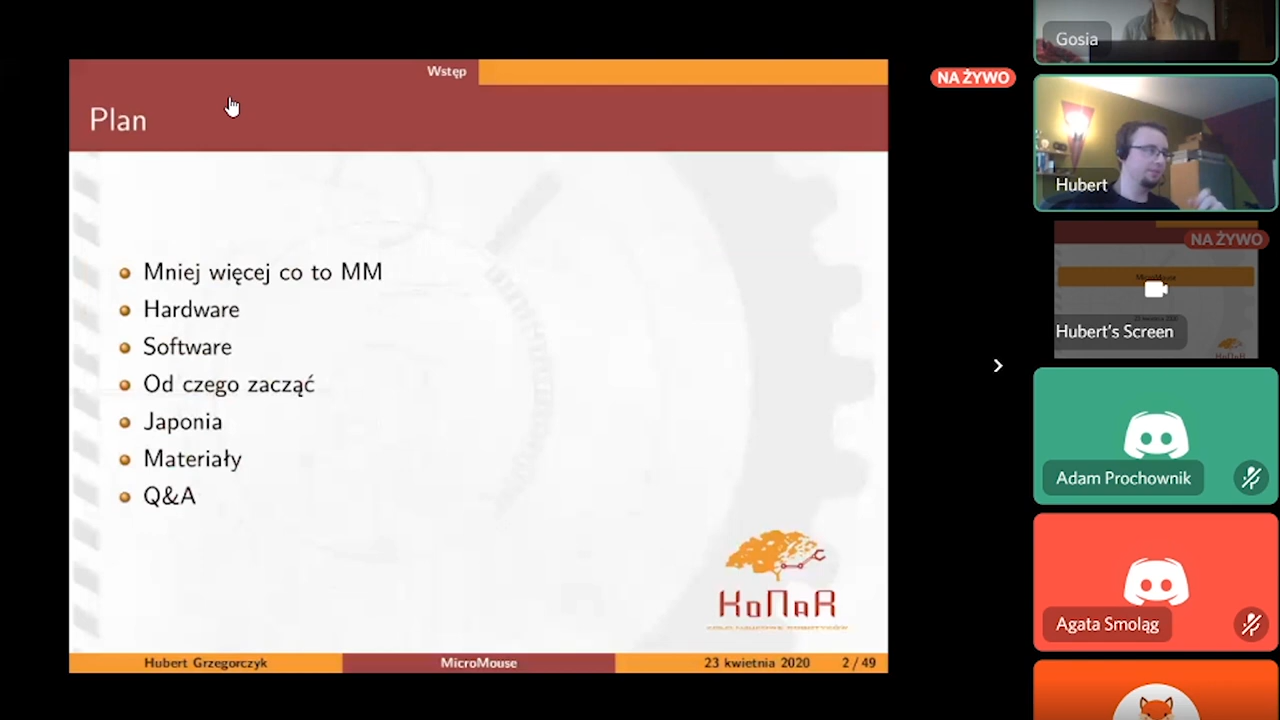 Wstęp
Plan
Mniej więcej co to MM
Hardware
Software
Od czego zacząć
Japonia
Materiały
Q&A
KoNaR
Hubert Grzegorczyk
MicroMouse
23 kwietnia 2020
2 / 49
NA ŻYWO
Gosia
Hubert
NA ŻYWO
MicroMouse
Hubert's Screen
Adam Prochownik
Agata Smoląg